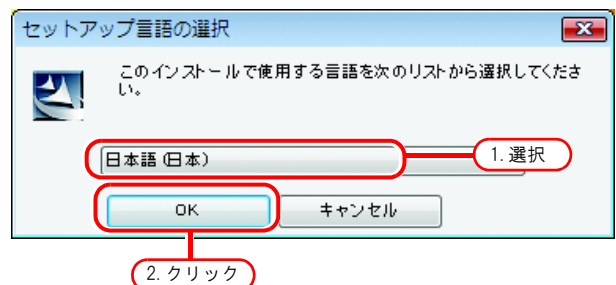 セットアップ言語の選択
このインストールで使用する言語を次のリストから選択してくださ
い。
日本語 (日本)
1. 選択
OK
キャンセル
2. クリック